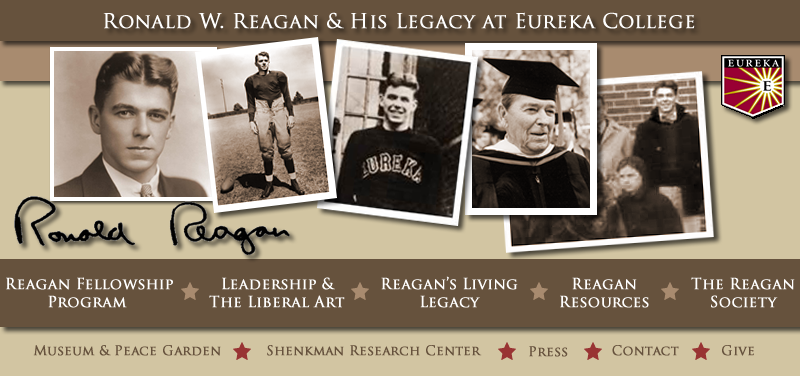 Ronald W. Reagan & His Legacy at Eureka College
EUREKA
E
EUREKA
Ronald Reagan
Reagan Fellowship
Program
Leadership &
The Liberal Art
Reagan's Living
Legacy
Reagan
Resources
The Reagan
Society
Museum & Peace Garden
Shenkman Research Center
Press
Contact
Give